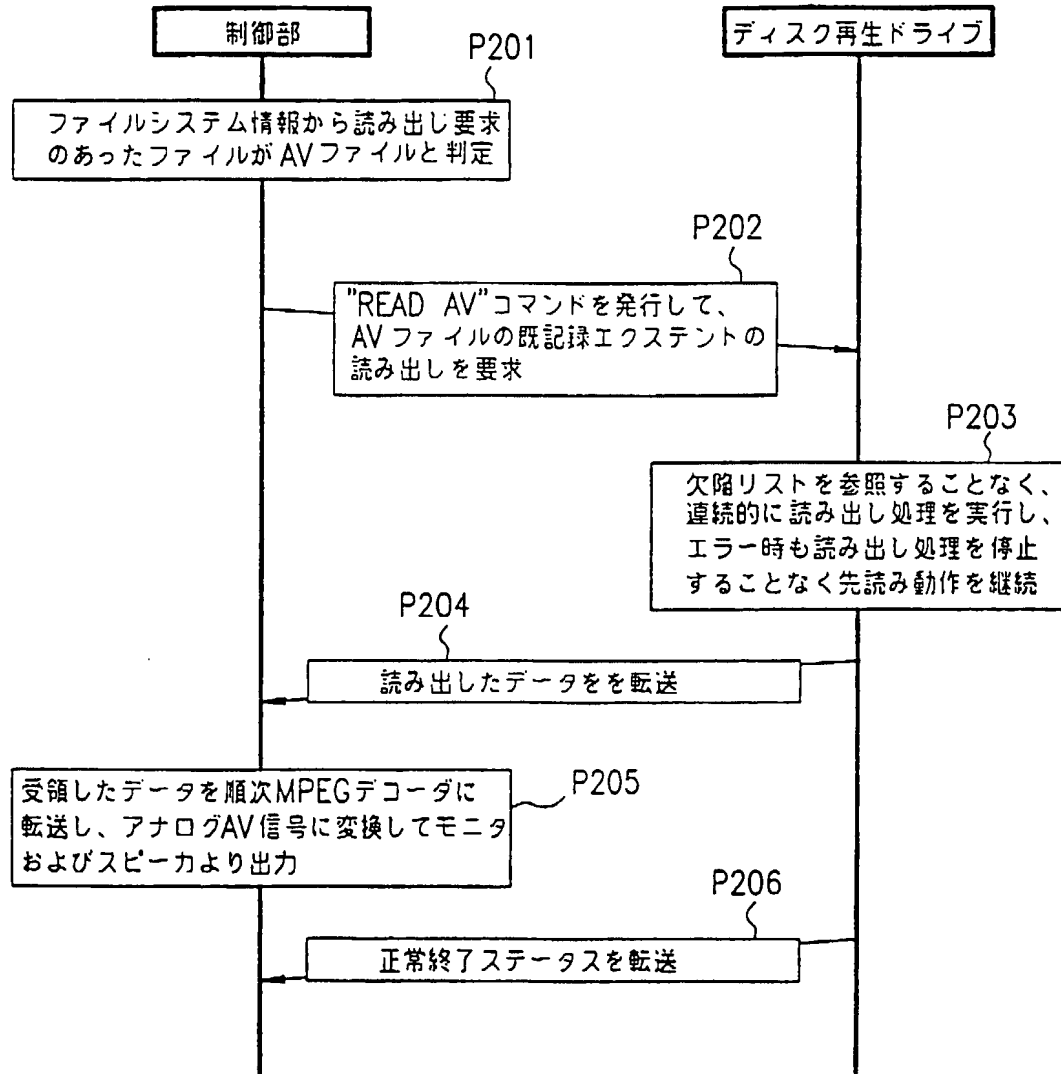 制御部
ディスク再生ドライブ
P201
ファイルシステム情報から読み出し要求
のあったファイルがAVファイルと判定
P202
"READ AV"コマンドを発行して、
AVファイルの既記録エクステントの
読み出しを要求
P203
欠陥リストを参照することなく、
連続的に読み出し処理を実行し、
エラー時も読み出し処理を停止
することなく先読み動作を継続
P204
読み出したデータをを転送
P205
受領したデータを順次MPEGデコーダに
転送し、アナログAV信号に変換してモニタ
およびスピーカより出力
P206
正常終了ステータスを転送